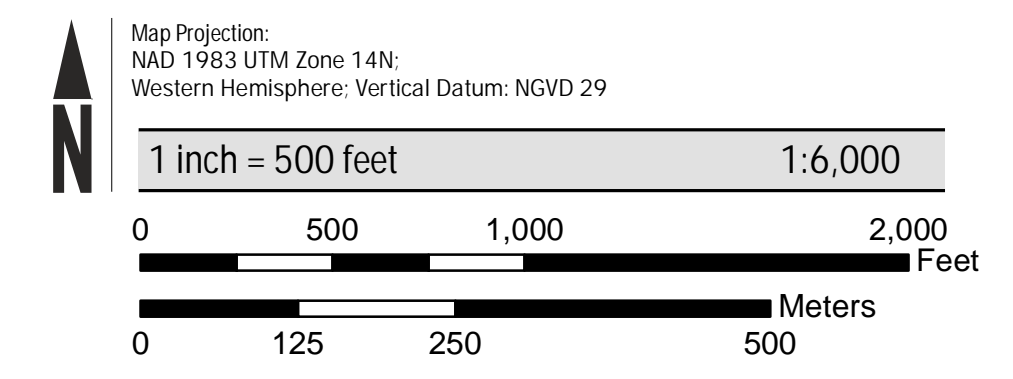 Map Projection:
NAD 1983 UTM Zone 14N;
Western Hemisphere; Vertical Datum: NGVD 29
N
1 inch = 500 feet 1:6,000
0 500 1,000 2,000
Feet
Meters
0 125 250 500